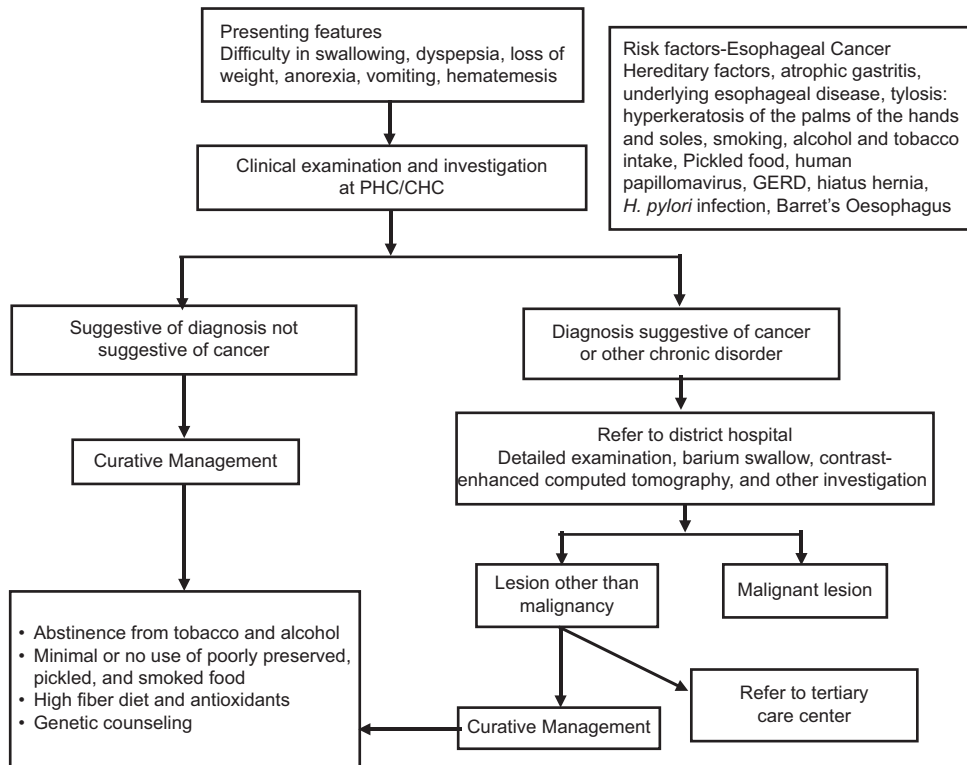 Presenting features
Difficulty in swallowing, dyspepsia, loss of
weight, anorexia, vomiting, hematemesis
Risk factors-Esophageal Cancer
Hereditary factors, atrophic gastritis,
underlying esophageal disease, tylosis:
hyperkeratosis of the palms of the hands
and soles, smoking, alcohol and tobacco
intake, Pickled food, human
papillomavirus, GERD, hiatus hernia,
H. pylori infection, Barret's Oesophagus
Clinical examination and investigation
at PHC/CHC
Suggestive of diagnosis not
suggestive of cancer
Diagnosis suggestive of cancer
or other chronic disorder
Curative Management
Refer to district hospital
Detailed examination, barium swallow, contrast-
enhanced computed tomography, and other investigation
Lesion other than
malignancy
Malignant lesion
• Abstinence from tobacco and alcohol
• Minimal or no use of poorly preserved,
pickled, and smoked food
• High fiber diet and antioxidants
• Genetic counseling
Curative Management
Refer to tertiary
care center